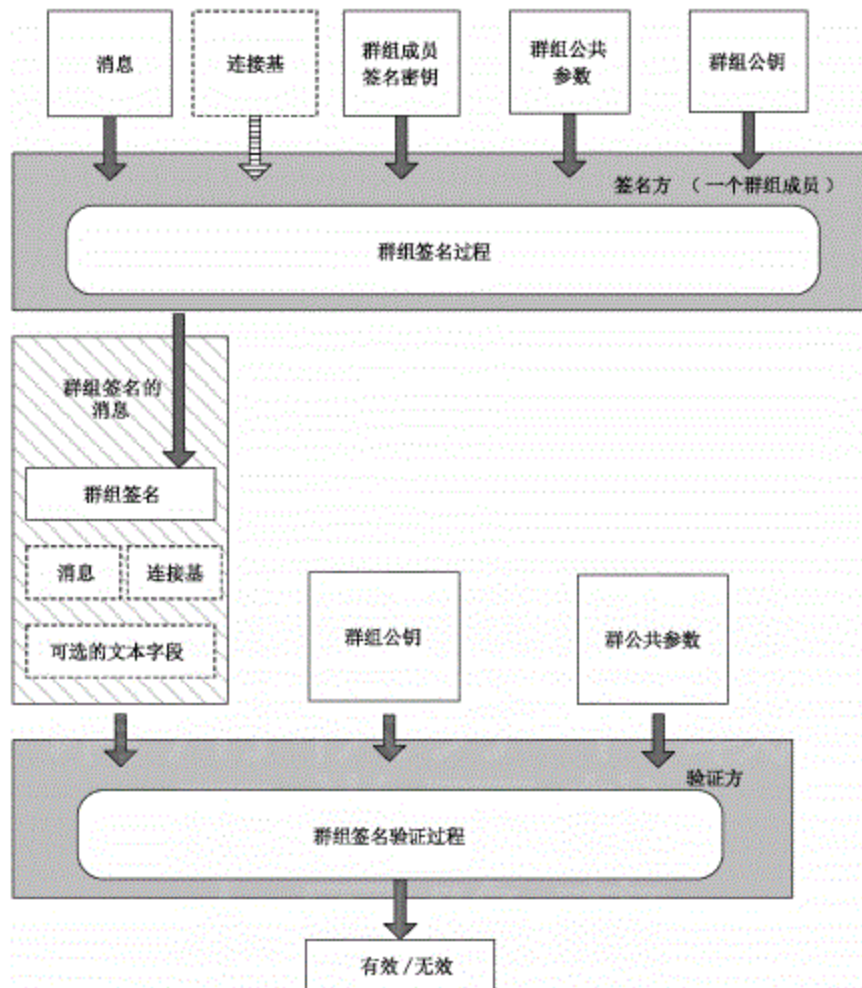 消息
连接基
群组成员
签名密钥
群组公共
参数
群组公钥
签名方 （一个群组成员）
群组签名过程
群组签名的
消息
群组签名
消息
连接基
可选的文本字段
群组公钥
群公共参数
验证方
群组签名验证过程
有效/无效